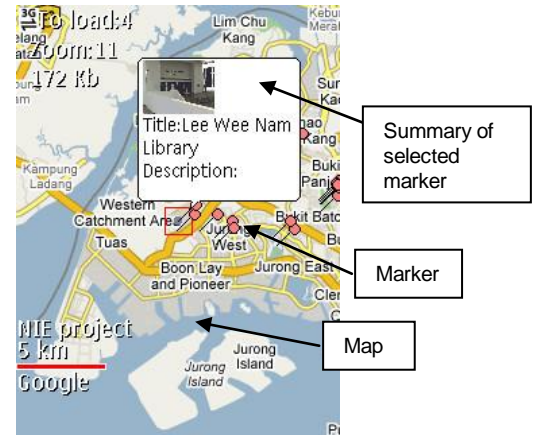 3G
To load:4
Zoom:11
172 Kb
Lim Chu
Kang
Title:Lee Wee Nam
Library
Description:
Summary of
selected
marker
Kampung
Ladang
Western
Catchment Area
Tuas
Jurong
West
Bukit Batok
Boon Lay
and Pioneer
Jurong East
Marker
Map
NIE project
5 km
Google
Jurong
Island
Jurong
Island